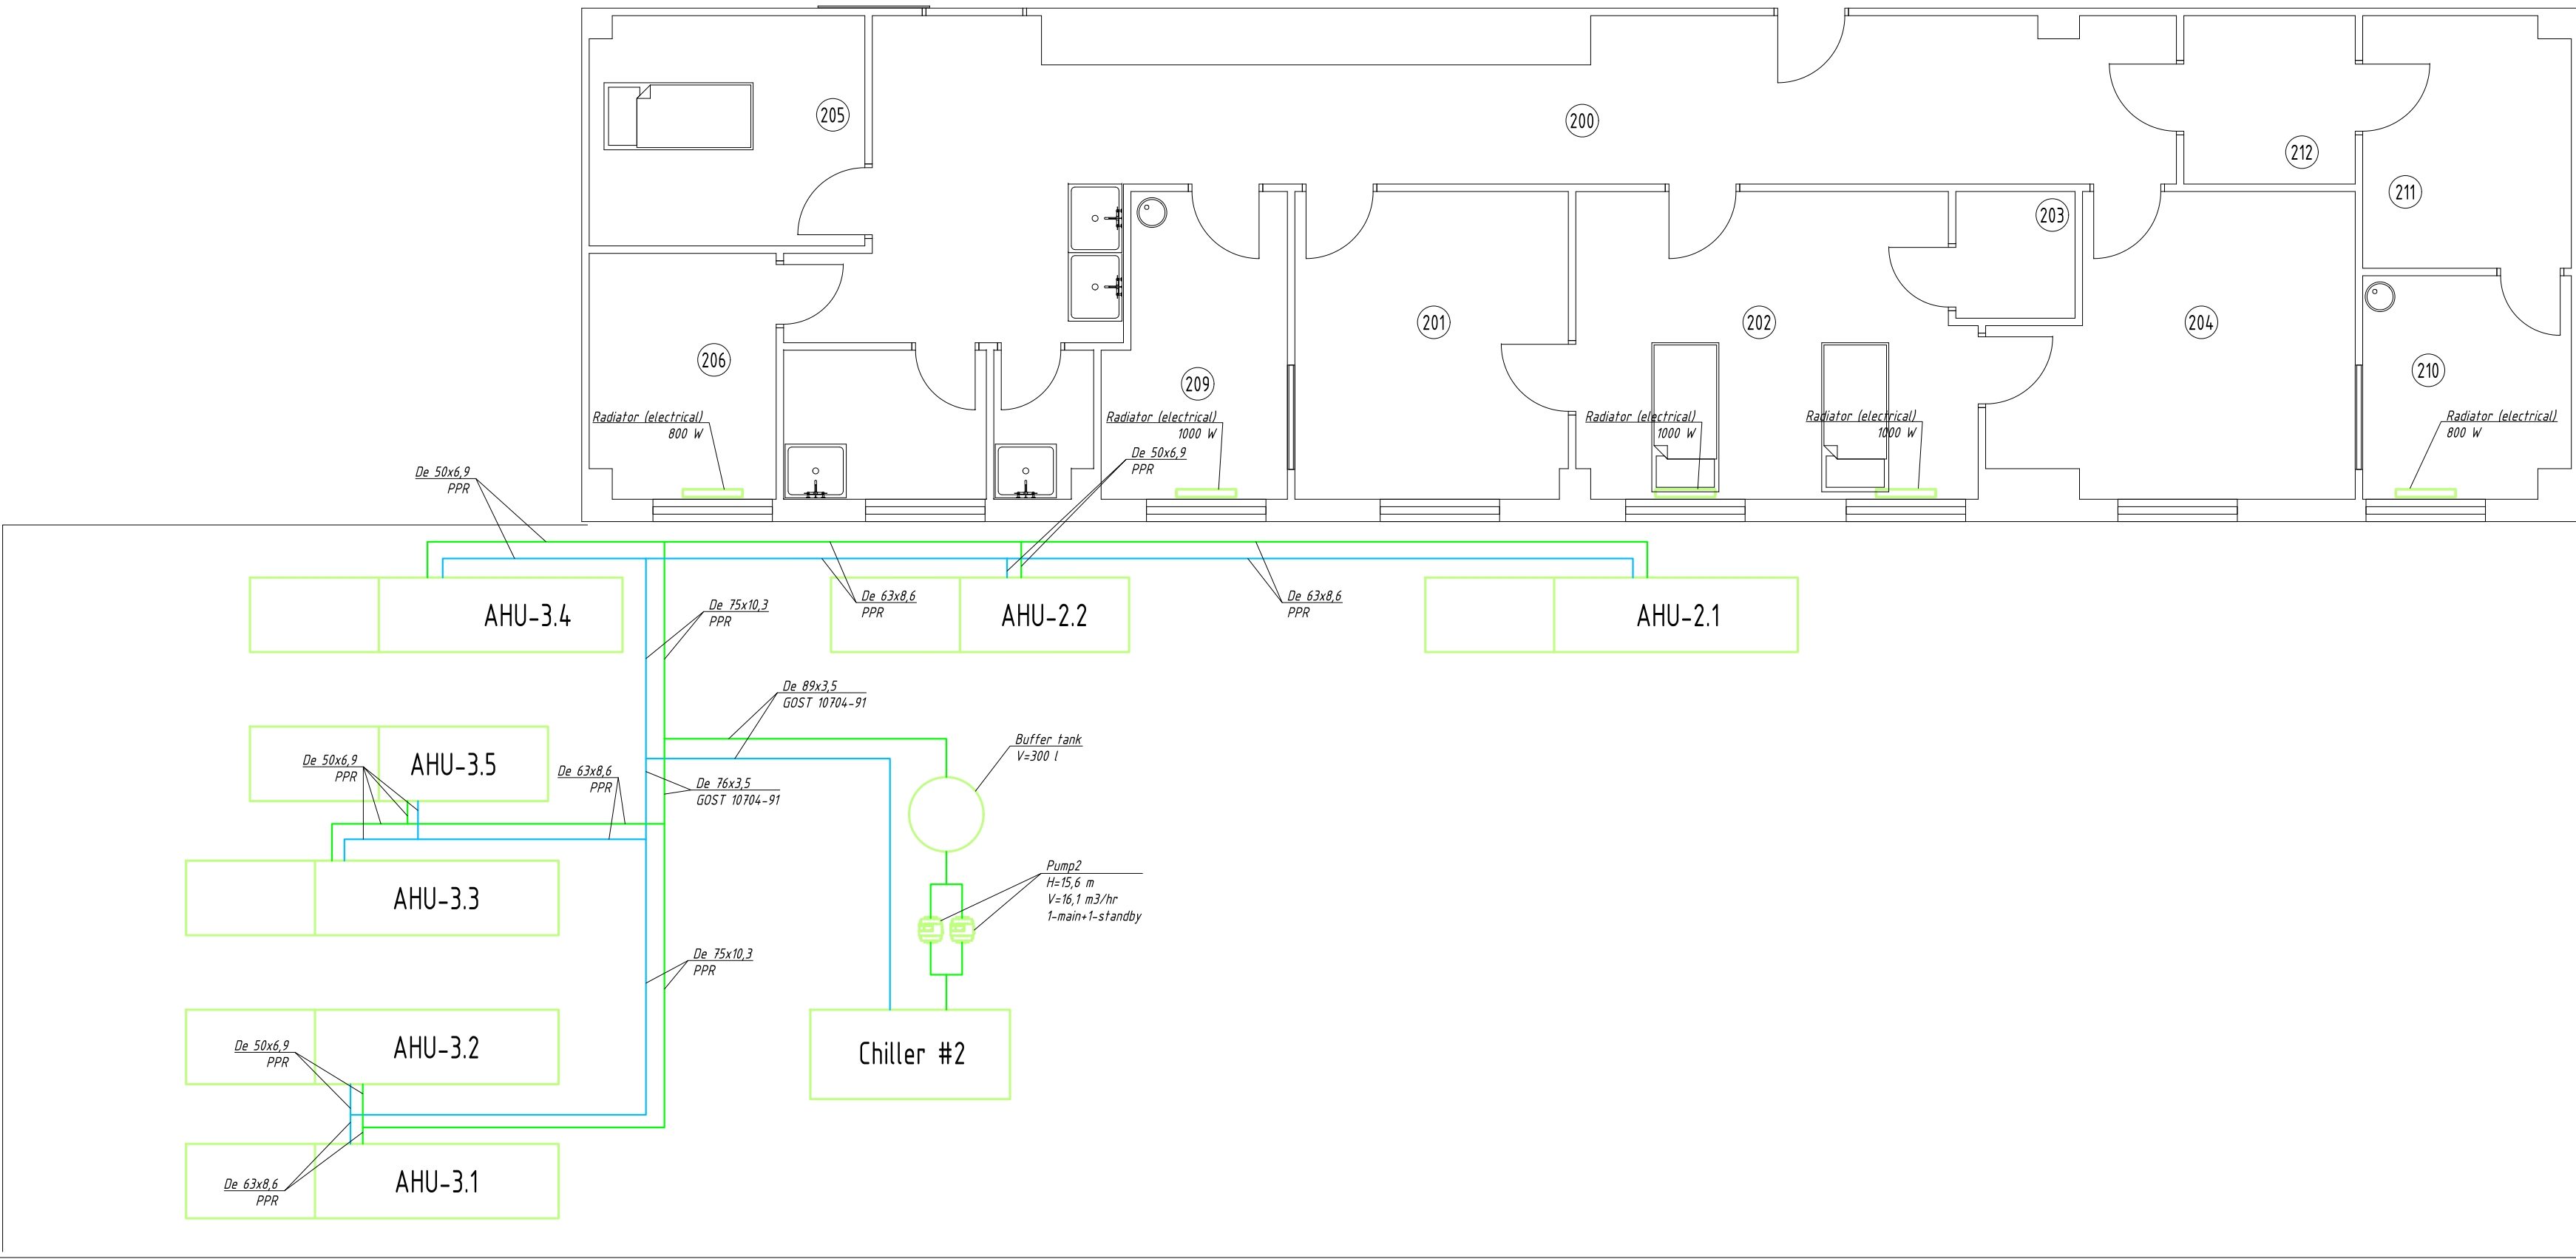 205
200
212
211
203
201
202
204
206
209
210
Radiator (electrical)
800 W
Radiator (electrical)
1000 W
Radiator (electrical)
1000 W
Radiator (electrical)
1000 W
Radiator (electrical)
800 W
De 50x6,9
PPR
De 50x6,9
PPR
De 63x8,6
PPR
De 63x8,6
PPR
AHU-3.4
AHU-2.2
AHU-2.1
De 75x10,3
PPR
De 89x3,5
GOST 10704-91
Buffer tank
V=300 l
AHU-3.5
De 50x6,9
PPR
De 63x8,6
PPR
De 76x3,5
GOST 10704-91
Pump2
H=15,6 m
V=16,1 m3/hr
1-main+1-standby
AHU-3.3
De 75x10,3
PPR
AHU-3.2
De 50x6,9
PPR
Chiller #2
AHU-3.1
De 63x8,6
PPR